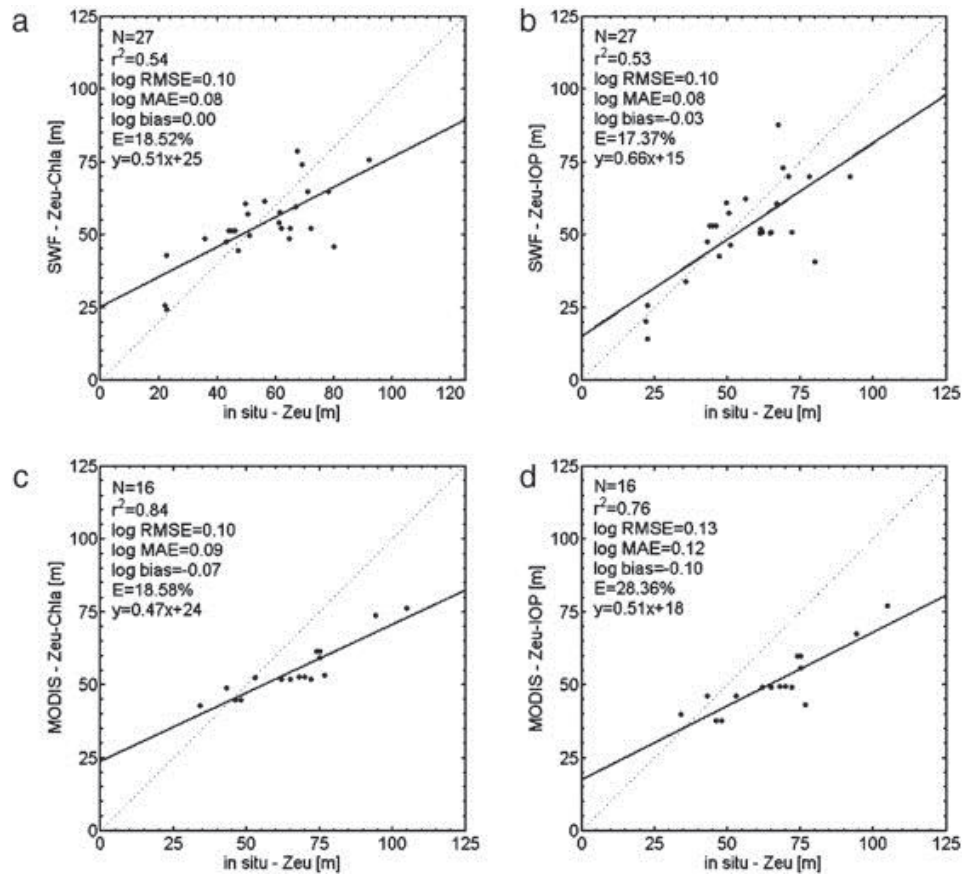 a
N=27
r²=0.54
log RMSE=0.10
log MAE=0.08
log bias=0.00
E=18.52%
y=0.51x+25
SWF - Zeu-Chla [m]
125
100
75
50
25
0
0 25 50 75 100 125
in situ - Zeu [m]
b
N=27
r²=0.53
log RMSE=0.10
log MAE=0.08
log bias=-0.03
E=17.37%
y=0.66x+15
SWF - Zeu-IOP [m]
125
100
75
50
25
0
0 25 50 75 100 125
in situ - Zeu [m]
c
N=16
r²=0.84
log RMSE=0.10
log MAE=0.09
log bias=-0.07
E=18.58%
y=0.47x+24
MODIS - Zeu-Chla [m]
125
100
75
50
25
0
0 25 50 75 100 125
in situ - Zeu [m]
d
N=16
r²=0.76
log RMSE=0.13
log MAE=0.12
log bias=-0.10
E=28.36%
y=0.51x+18
MODIS - Zeu-IOP [m]
125
100
75
50
25
0
0 25 50 75 100 125
in situ - Zeu [m]